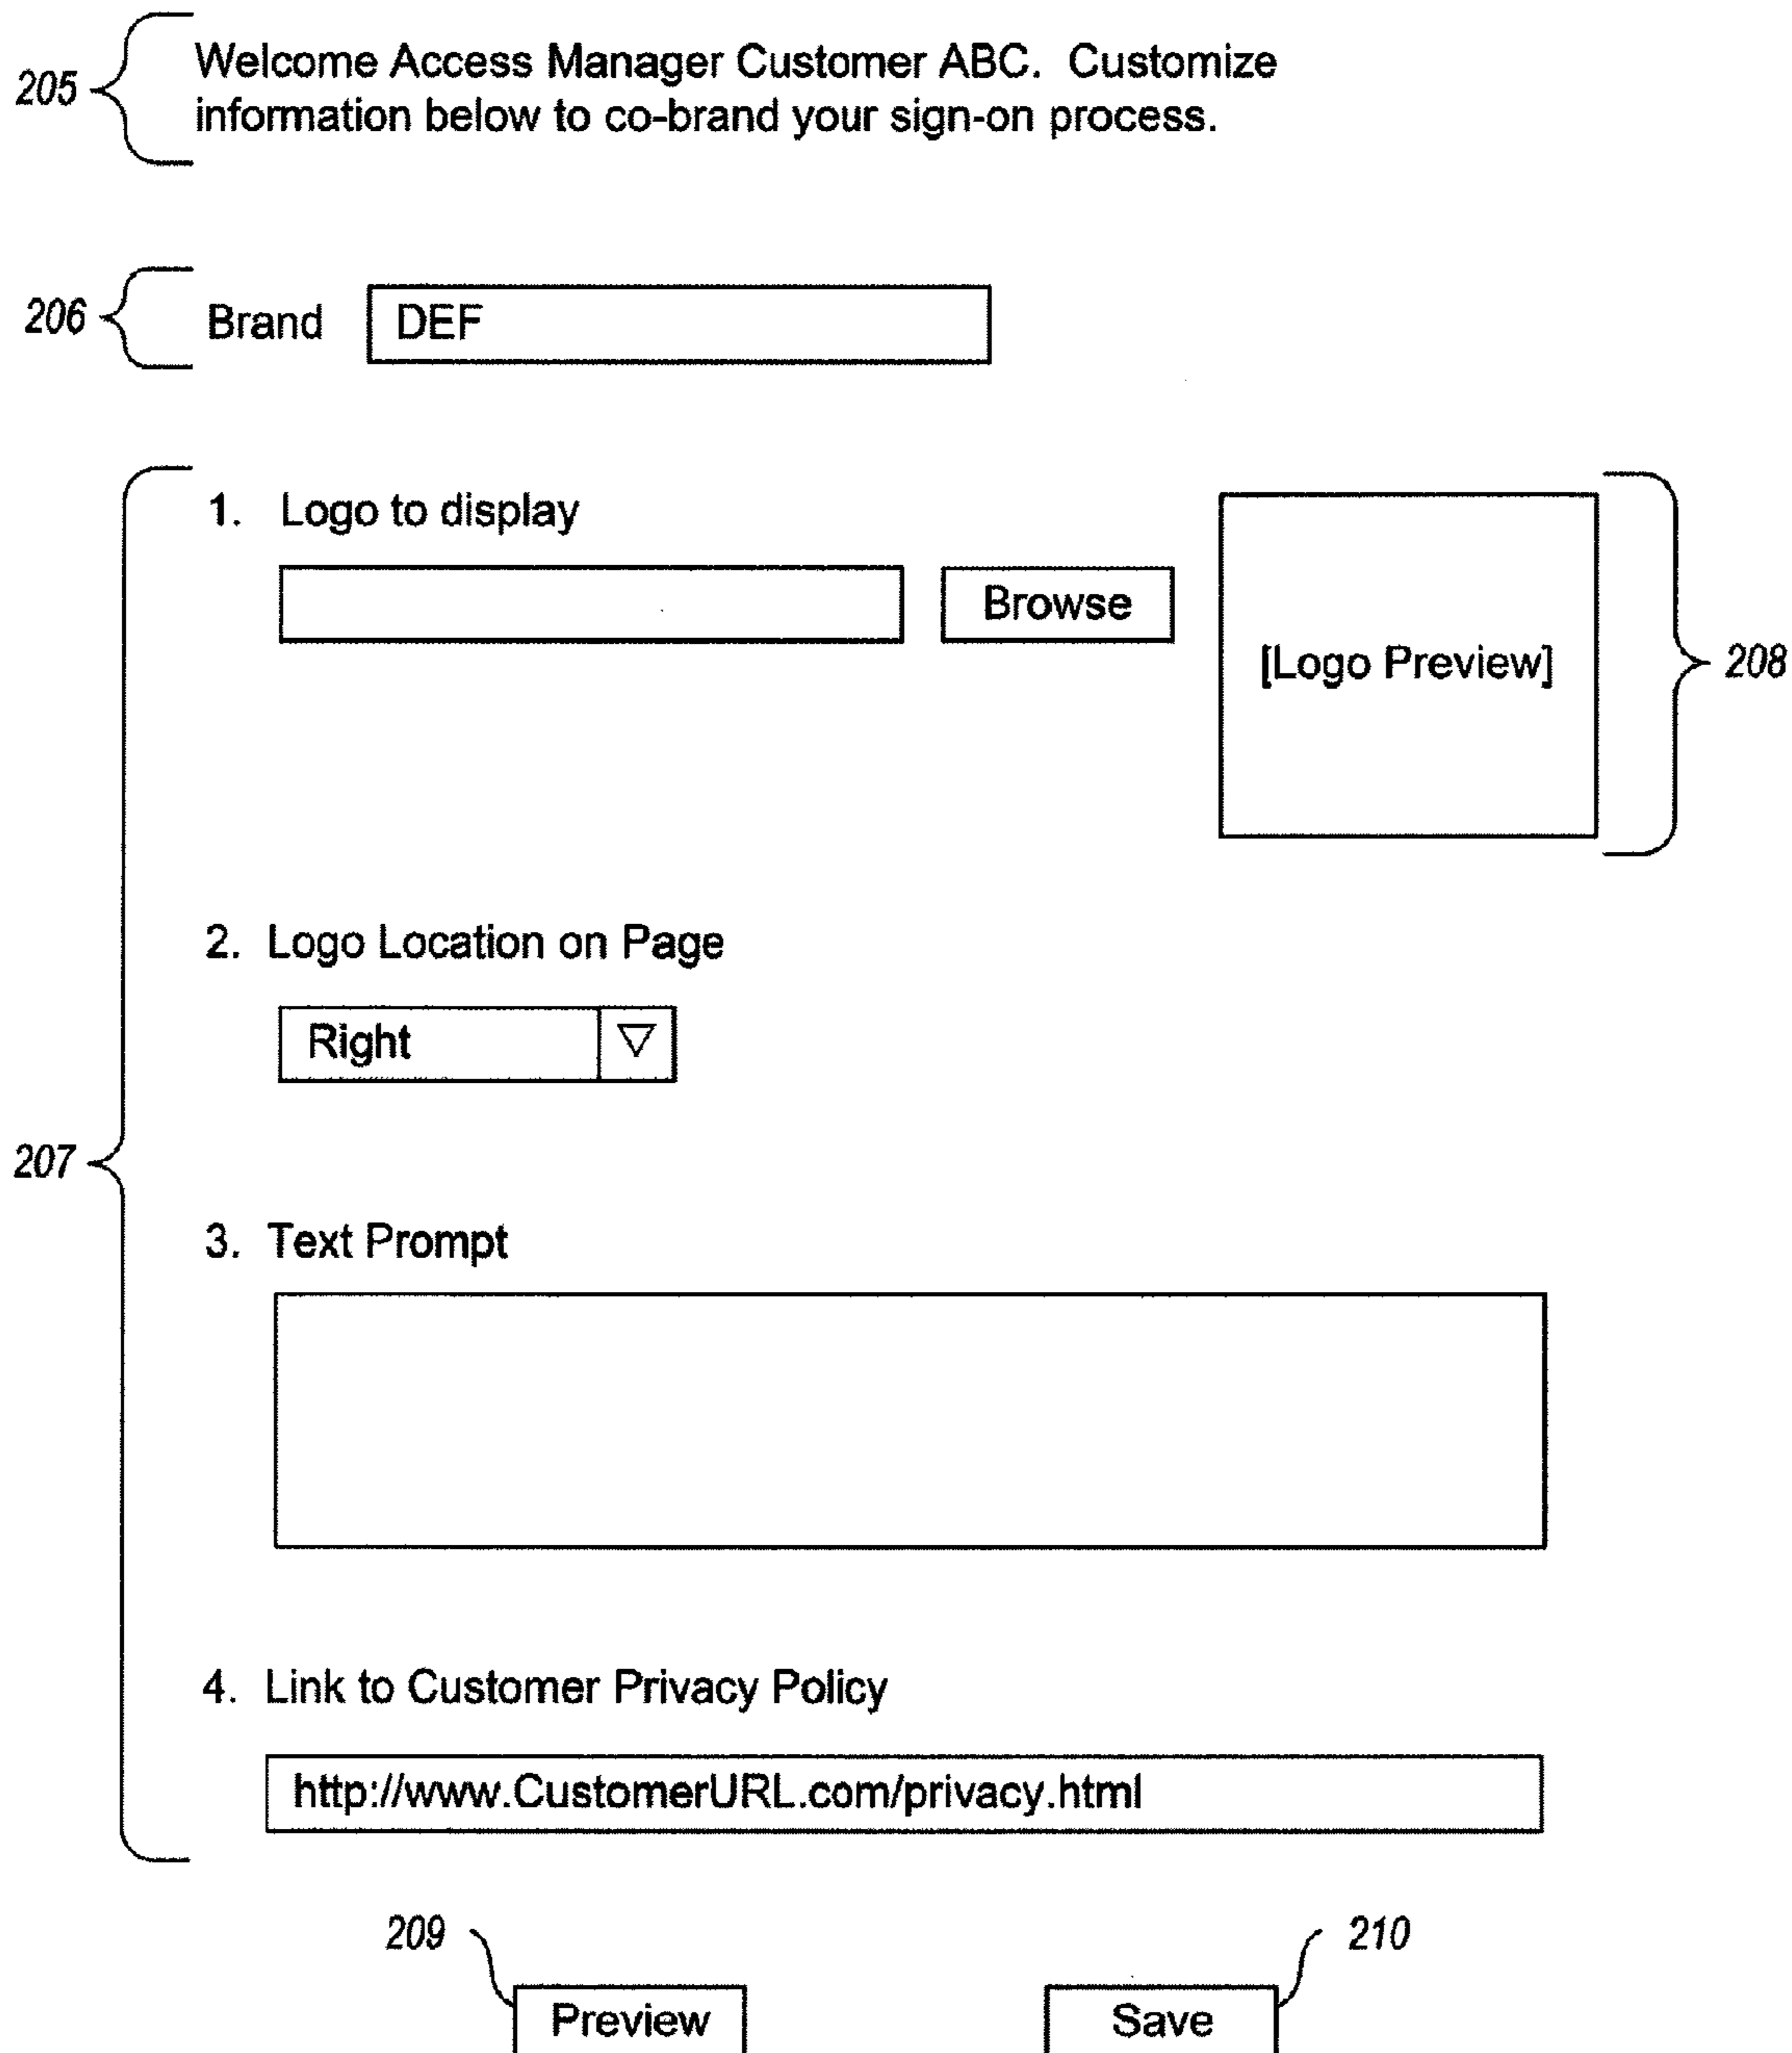 205
Welcome Access Manager Customer ABC. Customize
information below to co-brand your sign-on process.
206
Brand DEF
1. Logo to display
Browse
[Logo Preview]
208
2. Logo Location on Page
Right
207
3. Text Prompt
4. Link to Customer Privacy Policy
http://www.CustomerURL.com/privacy.html
209
210
Preview
Save